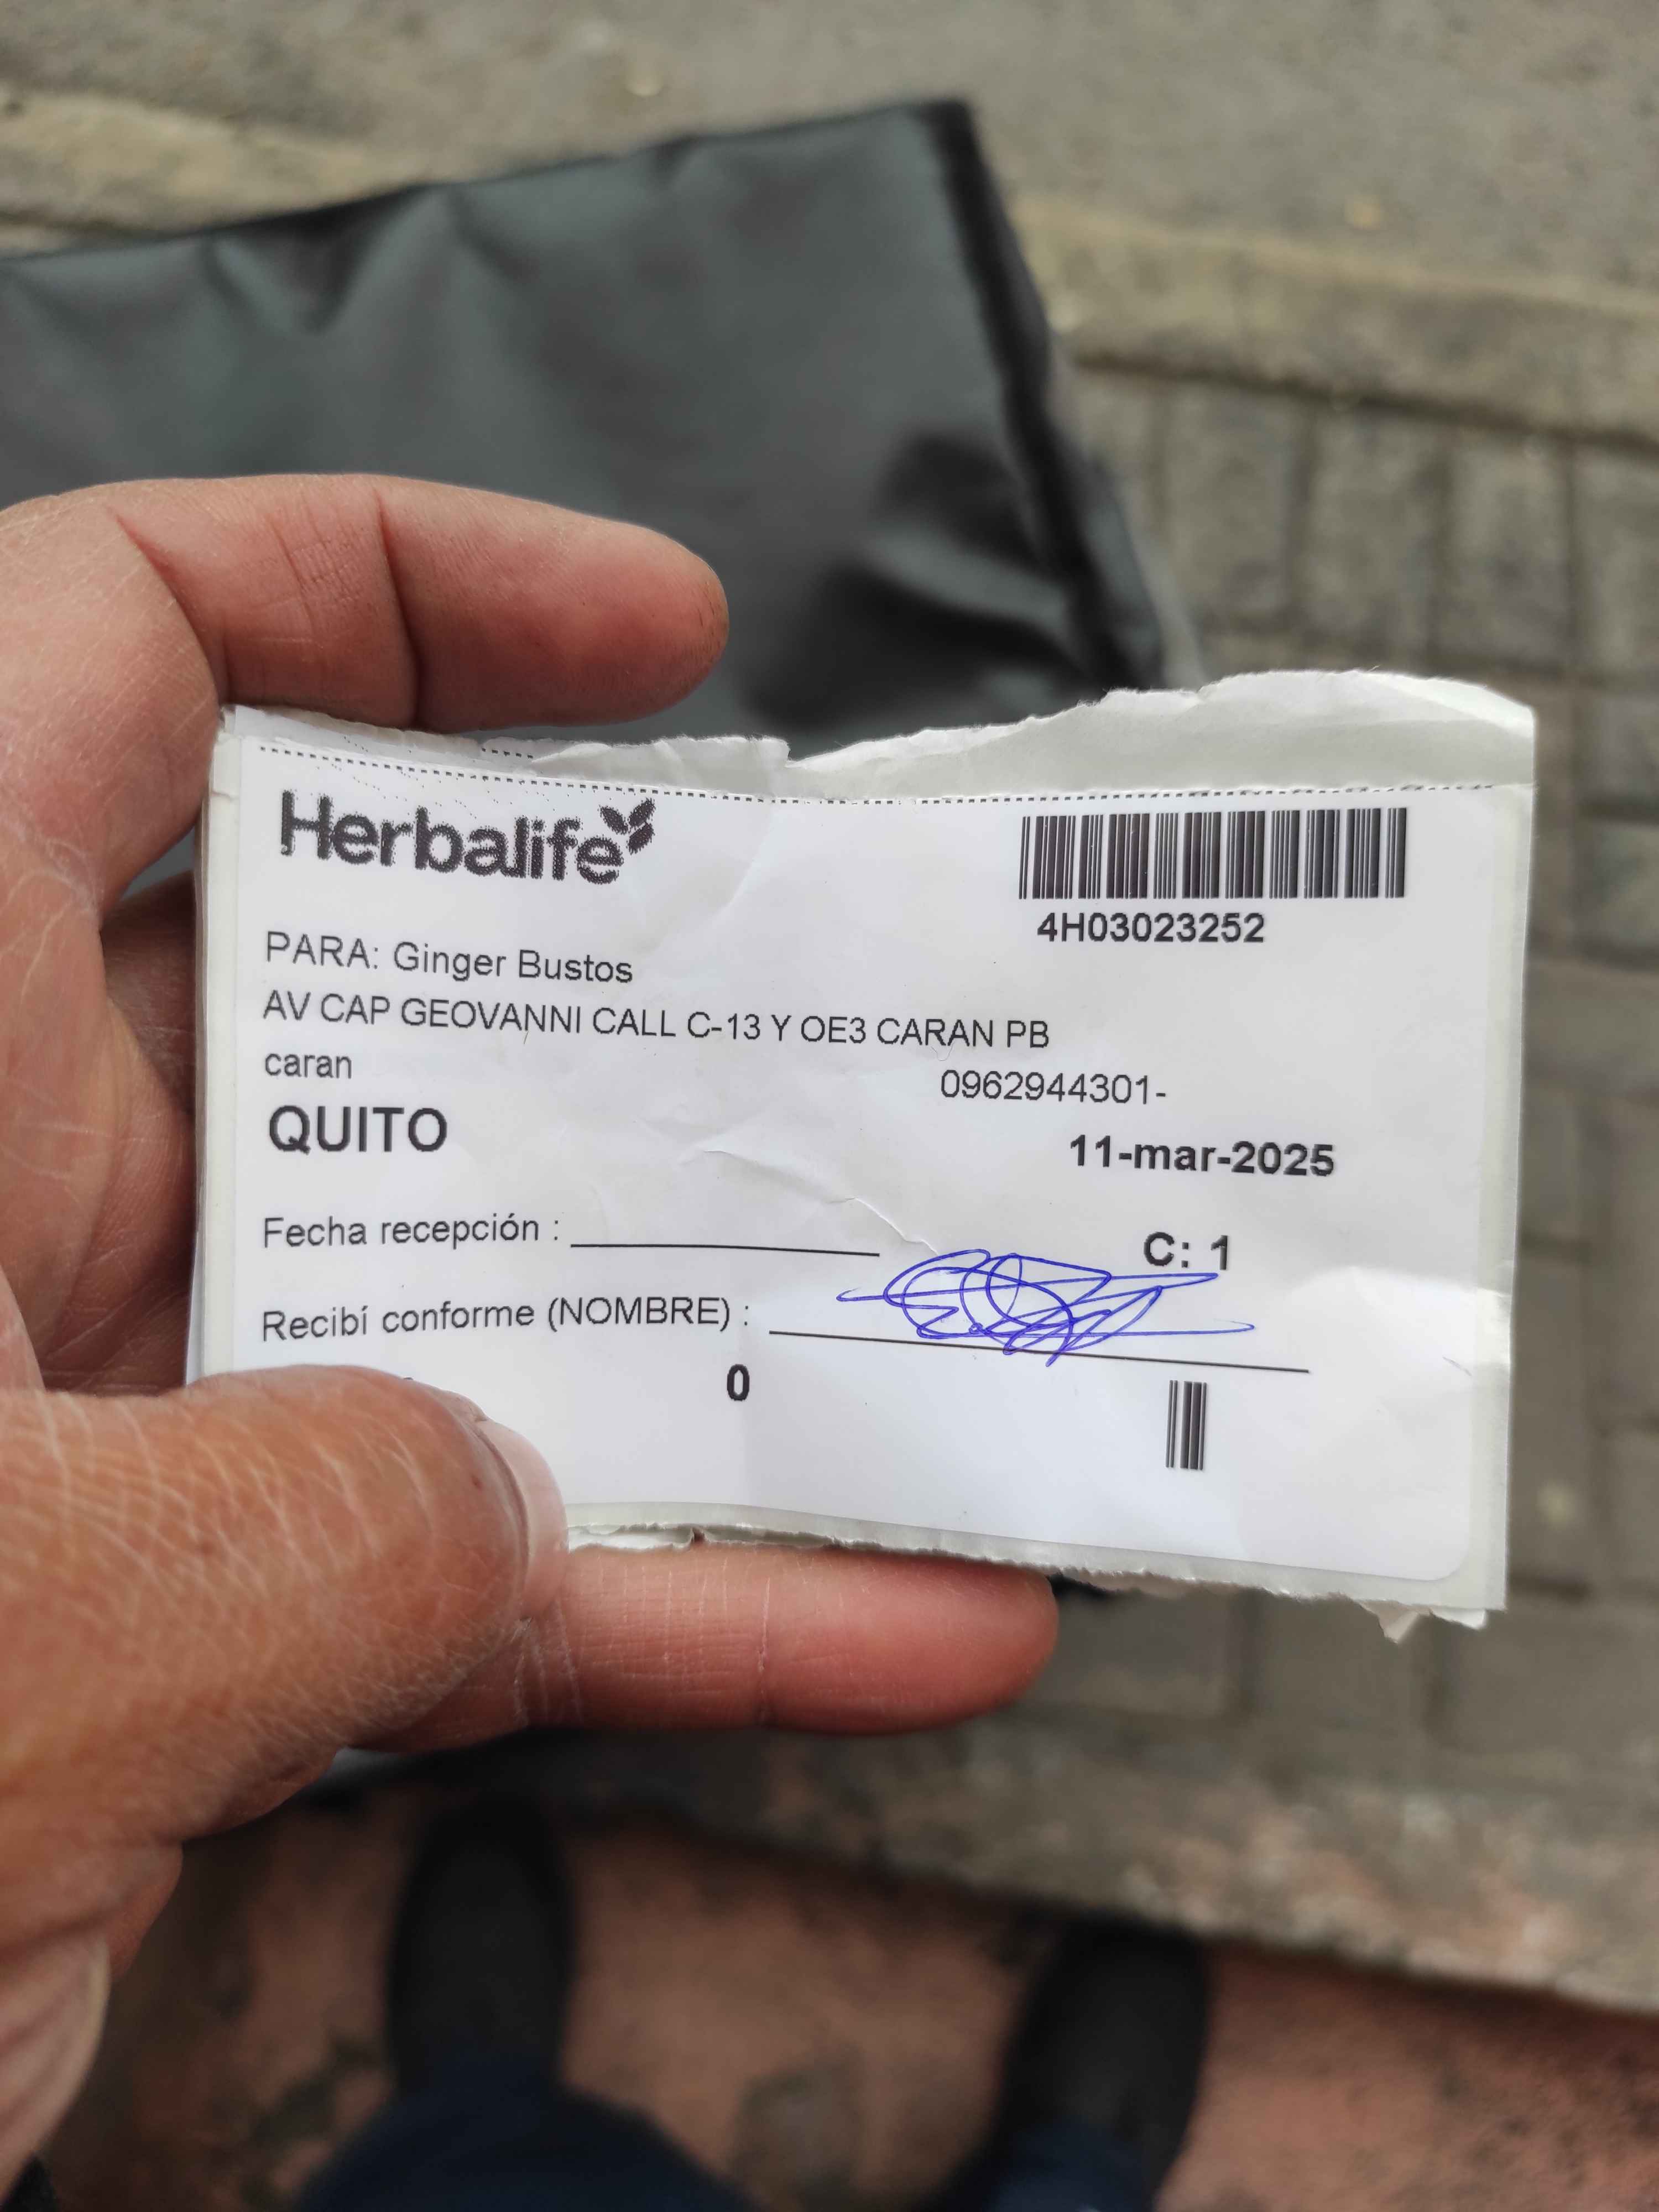 Herbalife
4H03023252
PARA: Ginger Bustos
AV CAP GEOVANNI CALL C-13 Y OE3 CARAN PB
caran
0962944301-
QUITO
11-mar-2025
Fecha recepción :
C: 1
Recibí conforme (NOMBRE) :
0